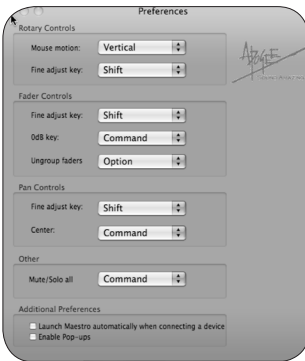 Preferences
Rotary Controls
Mouse motion: Vertical
Fine adjust key: Shift
Fader Controls
Fine adjust key: Shift
0dB key: Command
Ungroup faders Option
Pan Controls
Fine adjust key: Shift
Center: Command
Other
Mute/Solo all Command
Additional Preferences
Launch Maestro automatically when connecting a device
Enable Pop-ups
APOGEE